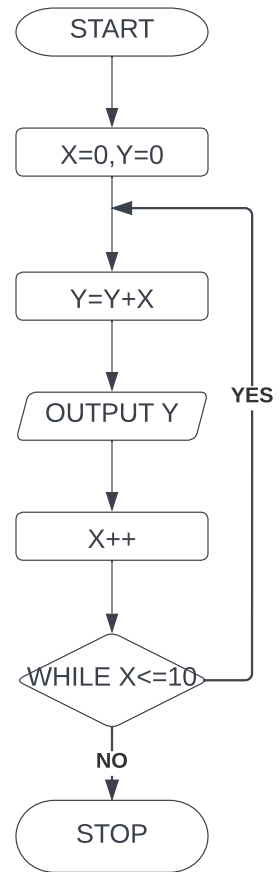 START
X=0,Y=0
Y=Y+X
OUTPUT Y
YES
X++
WHILE X<=10
NO
STOP